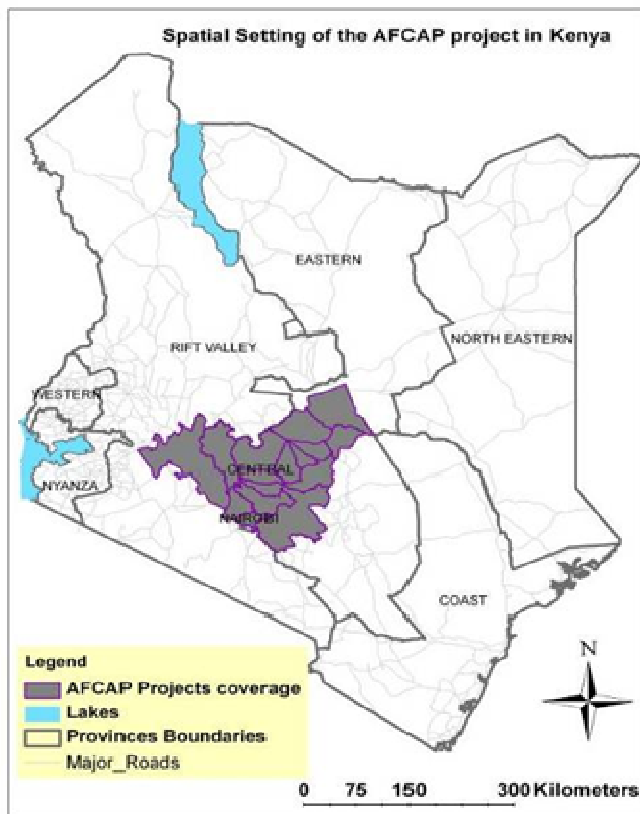 Spatial Setting of the AFCAP project in Kenya
EASTERN
RIFT VALLEY
NORTH EASTERN
WESTERN
CENTRAL
NYANZA
NAIROBI
COAST
Legend
AFCAP Projects coverage
Lakes
Provinces Boundaries
Major_Roads
N
0 75 150 300 Kilometers